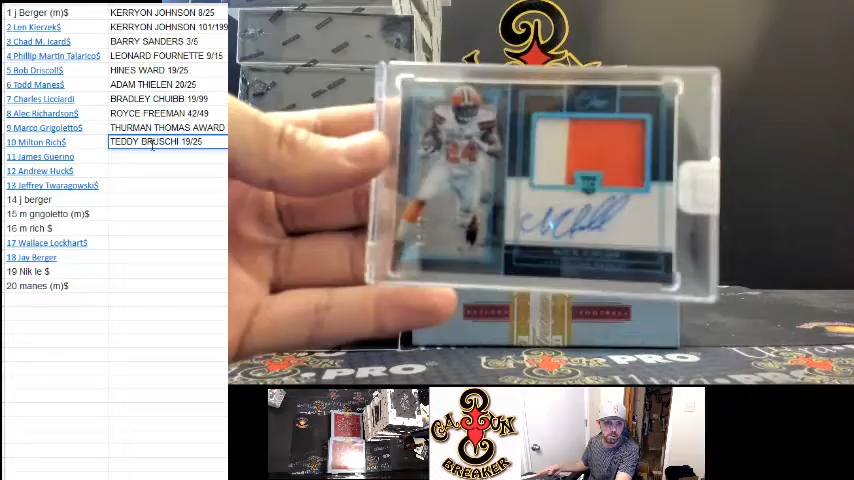 1 j Berger (m)$ KERRYON JOHNSON 8/25
2 Len Kierzek$ KERRYON JOHNSON 101/199
3 Chad M. Icard$ BARRY SANDERS 3/5
4 Phillip Martin Talarico$ LEONARD FOURNETTE 9/15
5 Bob Driscoll$ HINES WARD 19/25
6 Todd Manes$ ADAM THIELEN 20/25
7 Charles Licciardi BRADLEY CHUIBB 19/99
8 Alec Richardson$ ROYCE FREEMAN 42/49
9 Marco Grigoletto$ THURMAN THOMAS AWARD
10 Milton Rich$ TEDDY BRUSCHI 19/25
11 James Guerino
12 Andrew Huck$
13 Jeffrey Twaragowski$
14 j berger
15 m grigoletto (m)$
16 m rich $
17 Wallace Lockhart$
18 Jay Berger
19 Nik le $
20 manes (m)$
24
PRO
PRO
CAJUN
BREAKER